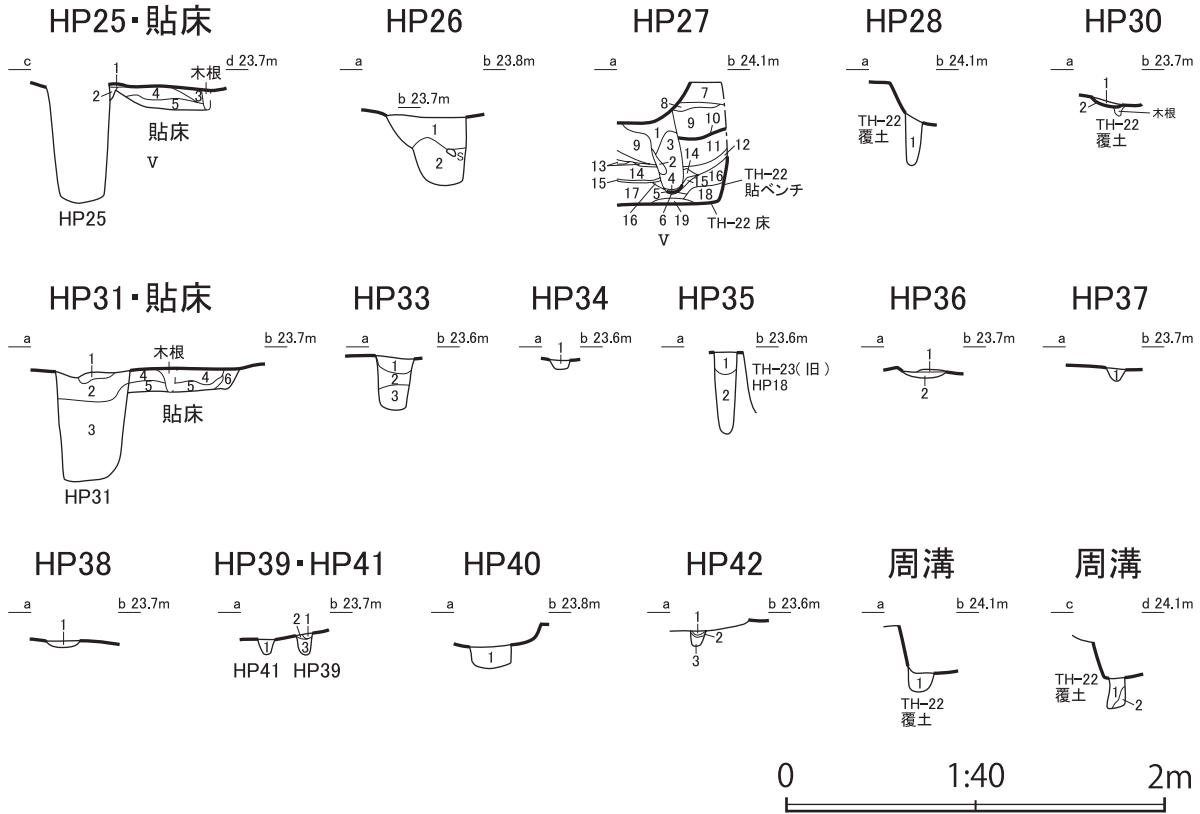 HP25・貼床
c
d 23.7m
1
木根
2
4
3
5
貼床
V
HP25
HP26
a
b 23.8m
b 23.7m
1
S
2
HP27
a
b 24.1m
7
8
9
10
1
3
9
11
12
2
14
13
14
4
15
16
TH-22
貼ベンチ
15
17
5
18
16
6
19
TH-22 床
V
HP28
a
b 24.1m
TH-22
覆土
1
HP30
a
b 23.7m
1
2
TH-22
覆土
木根
HP31・貼床
a
b 23.7m
1
木根
2
4
4
6
5
5
貼床
3
HP31
HP33
a
b 23.6m
1
2
3
HP34
a
b 23.6m
1
HP35
a
b 23.6m
1
TH-23(旧)
HP18
2
HP36
a
b 23.7m
1
2
HP37
a
b 23.7m
1
HP38
a
b 23.7m
1
HP39・HP41
a
b 23.7m
2 1
1
3
HP41
HP39
HP40
a
b 23.8m
1
HP42
a
b 23.6m
1
2
3
周溝
a
b 24.1m
1
TH-22
覆土
周溝
c
d 24.1m
TH-22
覆土
1
2
0
1:40
2m